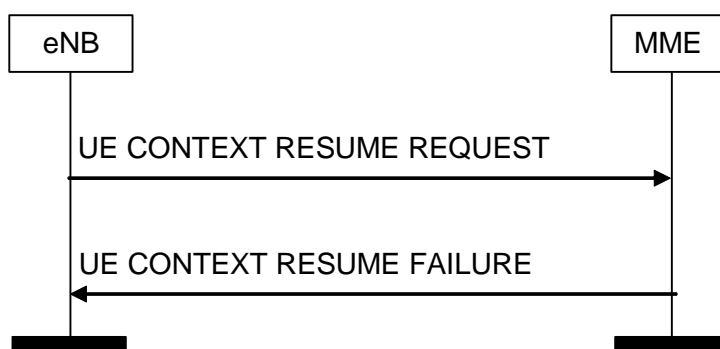 eNB
MME
UE CONTEXT RESUME REQUEST
UE CONTEXT RESUME FAILURE